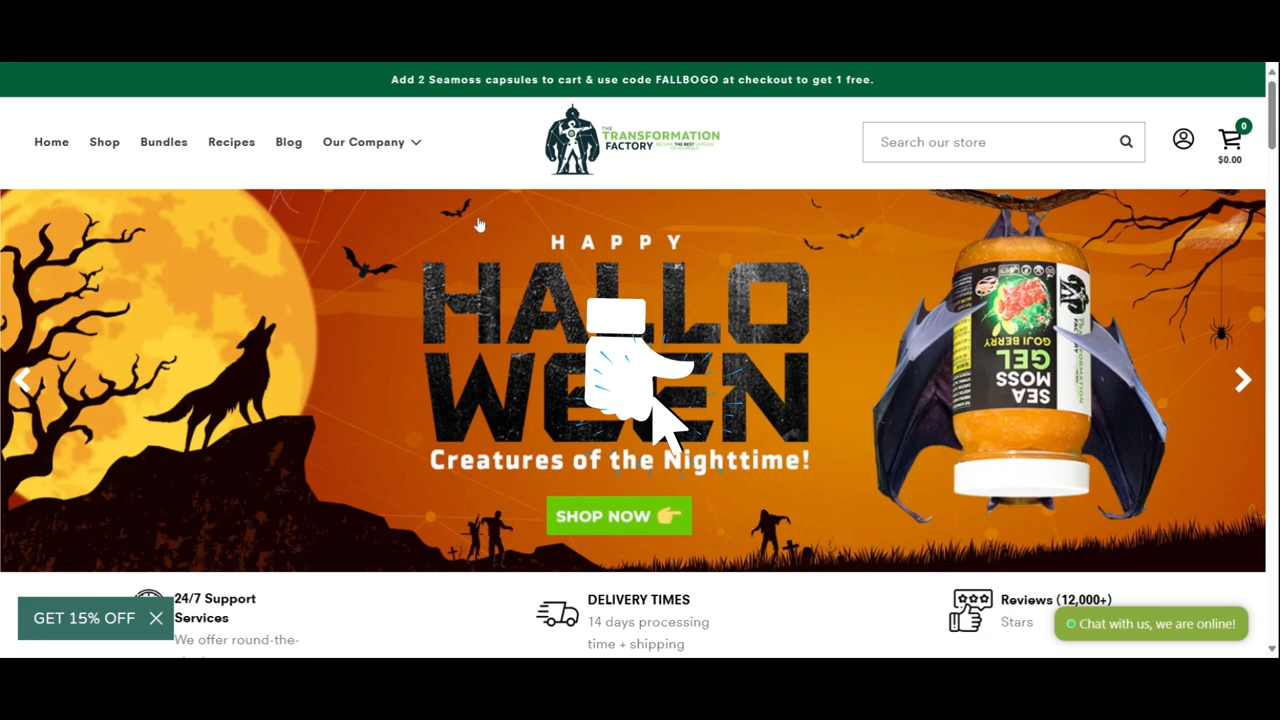 Add 2 Seamoss capsules to cart & use code FALLBOGO at checkout to get 1 free.
Home Shop Bundles Recipes Blog Our Company
THE
TRANSFORMATION
FACTORY
Search our store
0
$0.00
HAPPY
HALLO
WEEN
Creatures of the Nighttime!
SHOP NOW
SEA
MOSS
GEL
GOJI BERRY
GET 15% OFF
24/7 Support
Services
We offer round-the-
DELIVERY TIMES
14 days processing
time + shipping
Reviews (12,000+)
Stars
Chat with us, we are online!